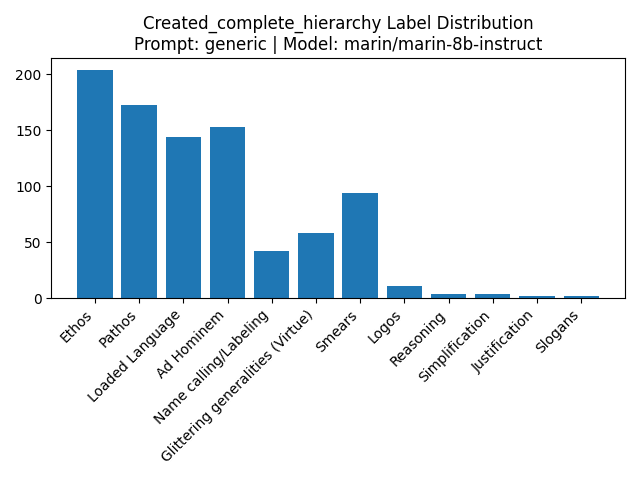 Created_complete_hierarchy Label Distribution
Prompt: generic | Model: marin/marin-8b-instruct
200
150
100
50
0
Ethos
Pathos
Loaded Language
Ad Hominem
Name calling/Labeling
Glittering generalities (Virtue)
Smears
Logos
Reasoning
Simplification
Justification
Slogans